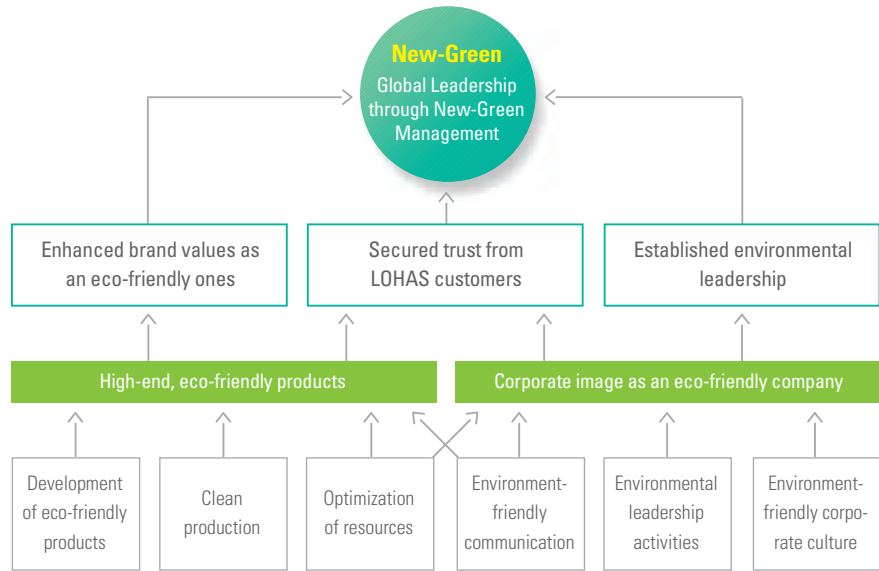 New-Green
Global Leadership
through New-Green
Management
Enhanced brand values as
an eco-friendly ones
Secured trust from
LOHAS customers
Established environmental
leadership
High-end, eco-friendly products
Corporate image as an eco-friendly company
Development
of eco-friendly
products
Clean
production
Optimization
of resources
Environment-
friendly
communication
Environmental
leadership
activities
Environment-
friendly corpo-
rate culture